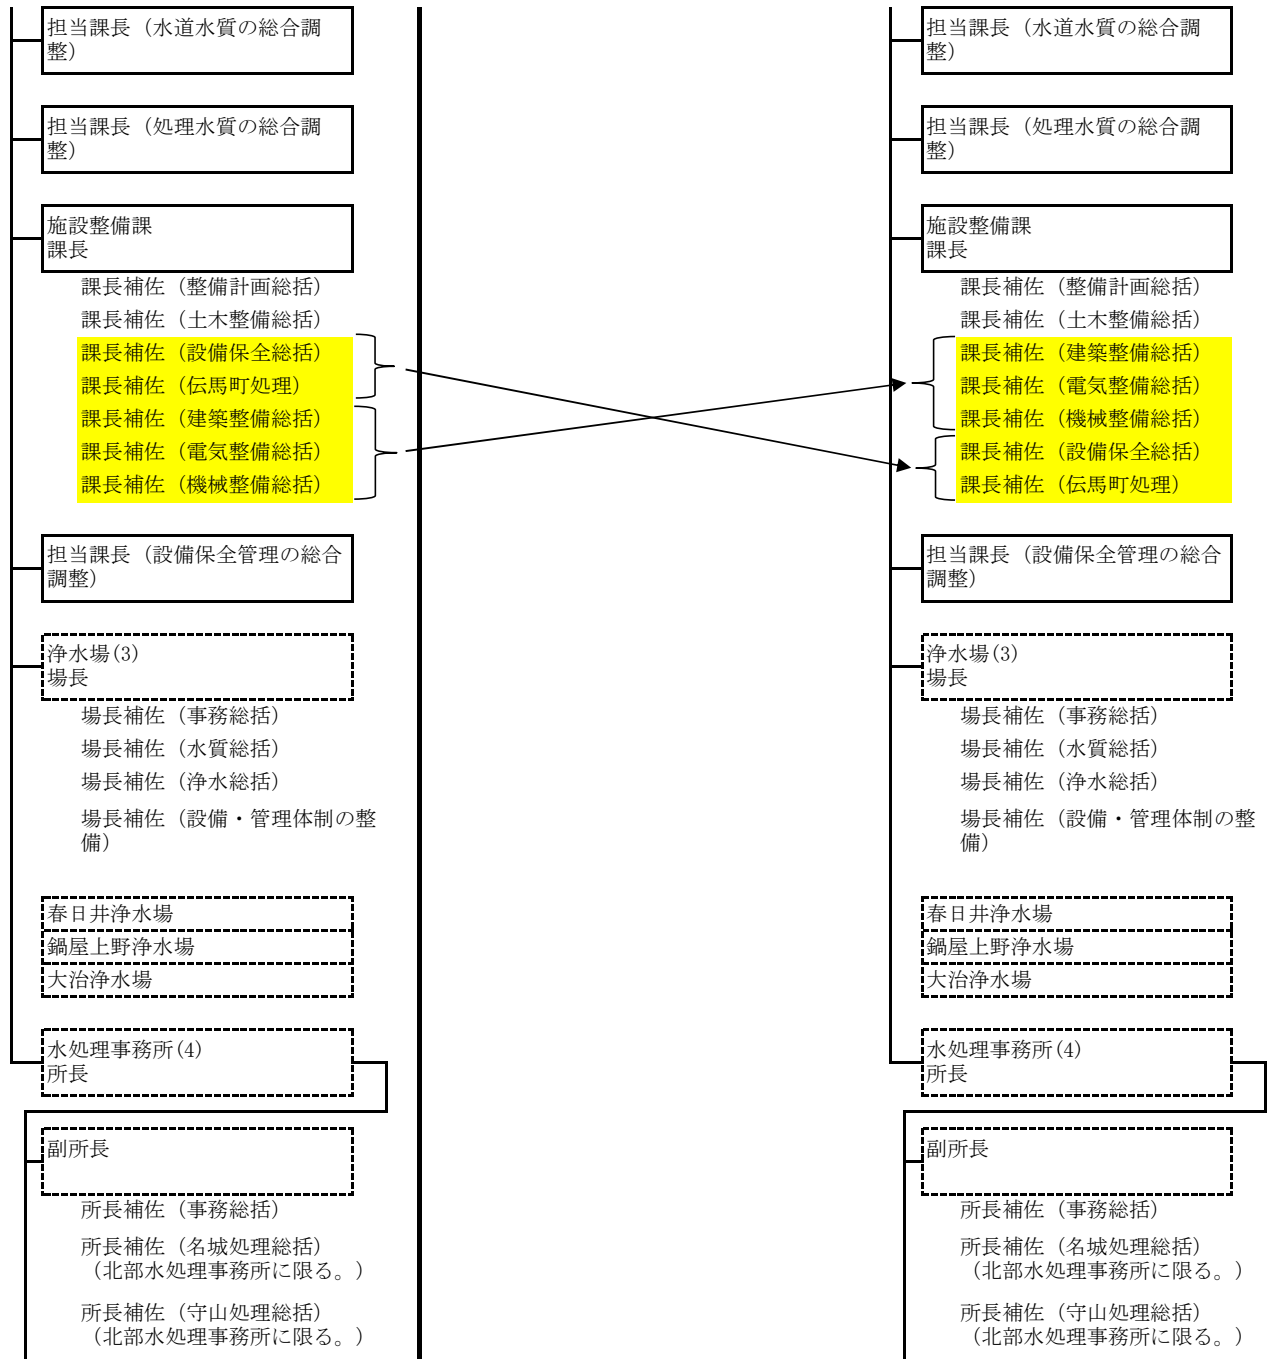 担当課長（水道水質の総合調
整）
担当課長（処理水質の総合調
整）
施設整備課
課長
課長補佐（整備計画総括）
課長補佐（土木整備総括）
課長補佐（設備保全総括）
課長補佐（伝馬町処理）
課長補佐（建築整備総括）
課長補佐（電気整備総括）
課長補佐（機械整備総括）
担当課長（設備保全管理の総合
調整）
浄水場(3)
場長
場長補佐（事務総括）
場長補佐（水質総括）
場長補佐（浄水総括）
場長補佐（設備・管理体制の整
備）
春日井浄水場
鍋屋上野浄水場
大治浄水場
水処理事務所(4)
所長
副所長
所長補佐（事務総括）
所長補佐（名城処理総括）
（北部水処理事務所に限る。）
所長補佐（守山処理総括）
（北部水処理事務所に限る。）
担当課長（水道水質の総合調
整）
担当課長（処理水質の総合調
整）
施設整備課
課長
課長補佐（整備計画総括）
課長補佐（土木整備総括）
課長補佐（建築整備総括）
課長補佐（電気整備総括）
課長補佐（機械整備総括）
課長補佐（設備保全総括）
課長補佐（伝馬町処理）
担当課長（設備保全管理の総合
調整）
浄水場(3)
場長
場長補佐（事務総括）
場長補佐（水質総括）
場長補佐（浄水総括）
場長補佐（設備・管理体制の整
備）
春日井浄水場
鍋屋上野浄水場
大治浄水場
水処理事務所(4)
所長
副所長
所長補佐（事務総括）
所長補佐（名城処理総括）
（北部水処理事務所に限る。）
所長補佐（守山処理総括）
（北部水処理事務所に限る。）